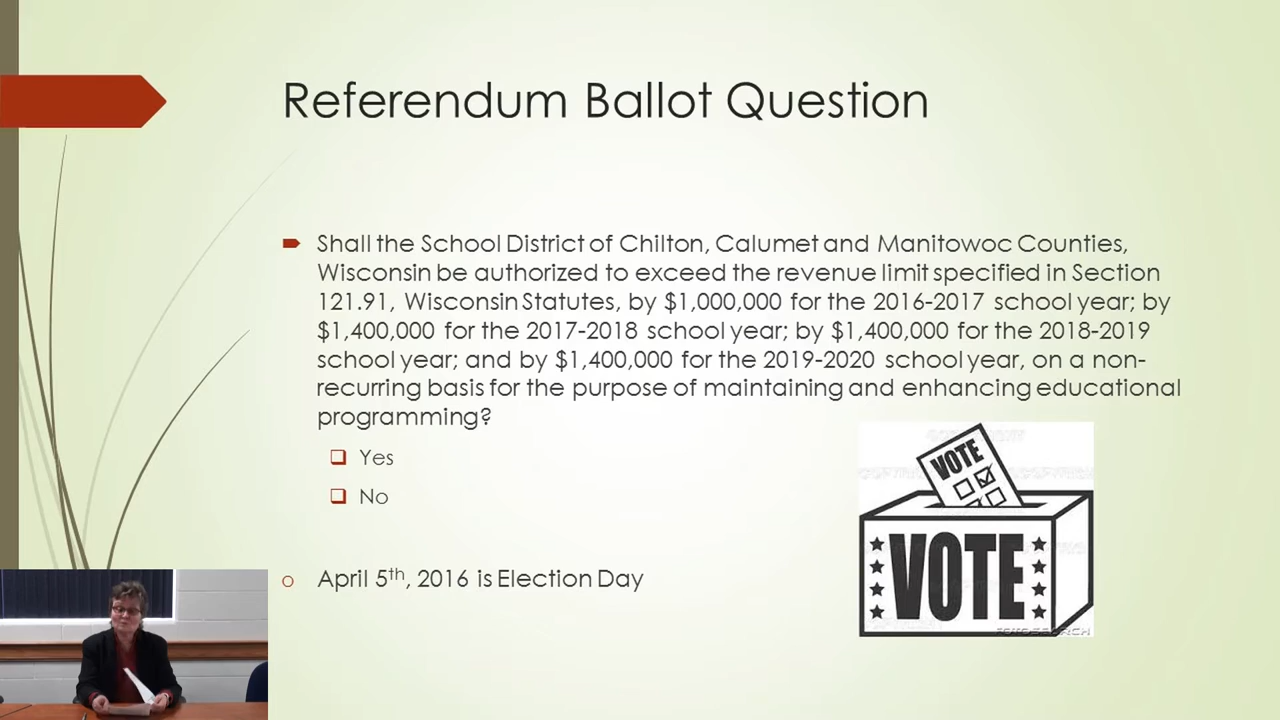 Referendum Ballot Question
Shall the School District of Chilton, Calumet and Manitowoc Counties,
Wisconsin be authorized to exceed the revenue limit specified in Section
121.91, Wisconsin Statutes, by $1,000,000 for the 2016-2017 school year; by
$1,400,000 for the 2017-2018 school year; by $1,400,000 for the 2018-2019
school year; and by $1,400,000 for the 2019-2020 school year, on a non-
recurring basis for the purpose of maintaining and enhancing educational
programming?
Yes
No
VOTE
VOTE
FOTOSEARCH
April 5th, 2016 is Election Day